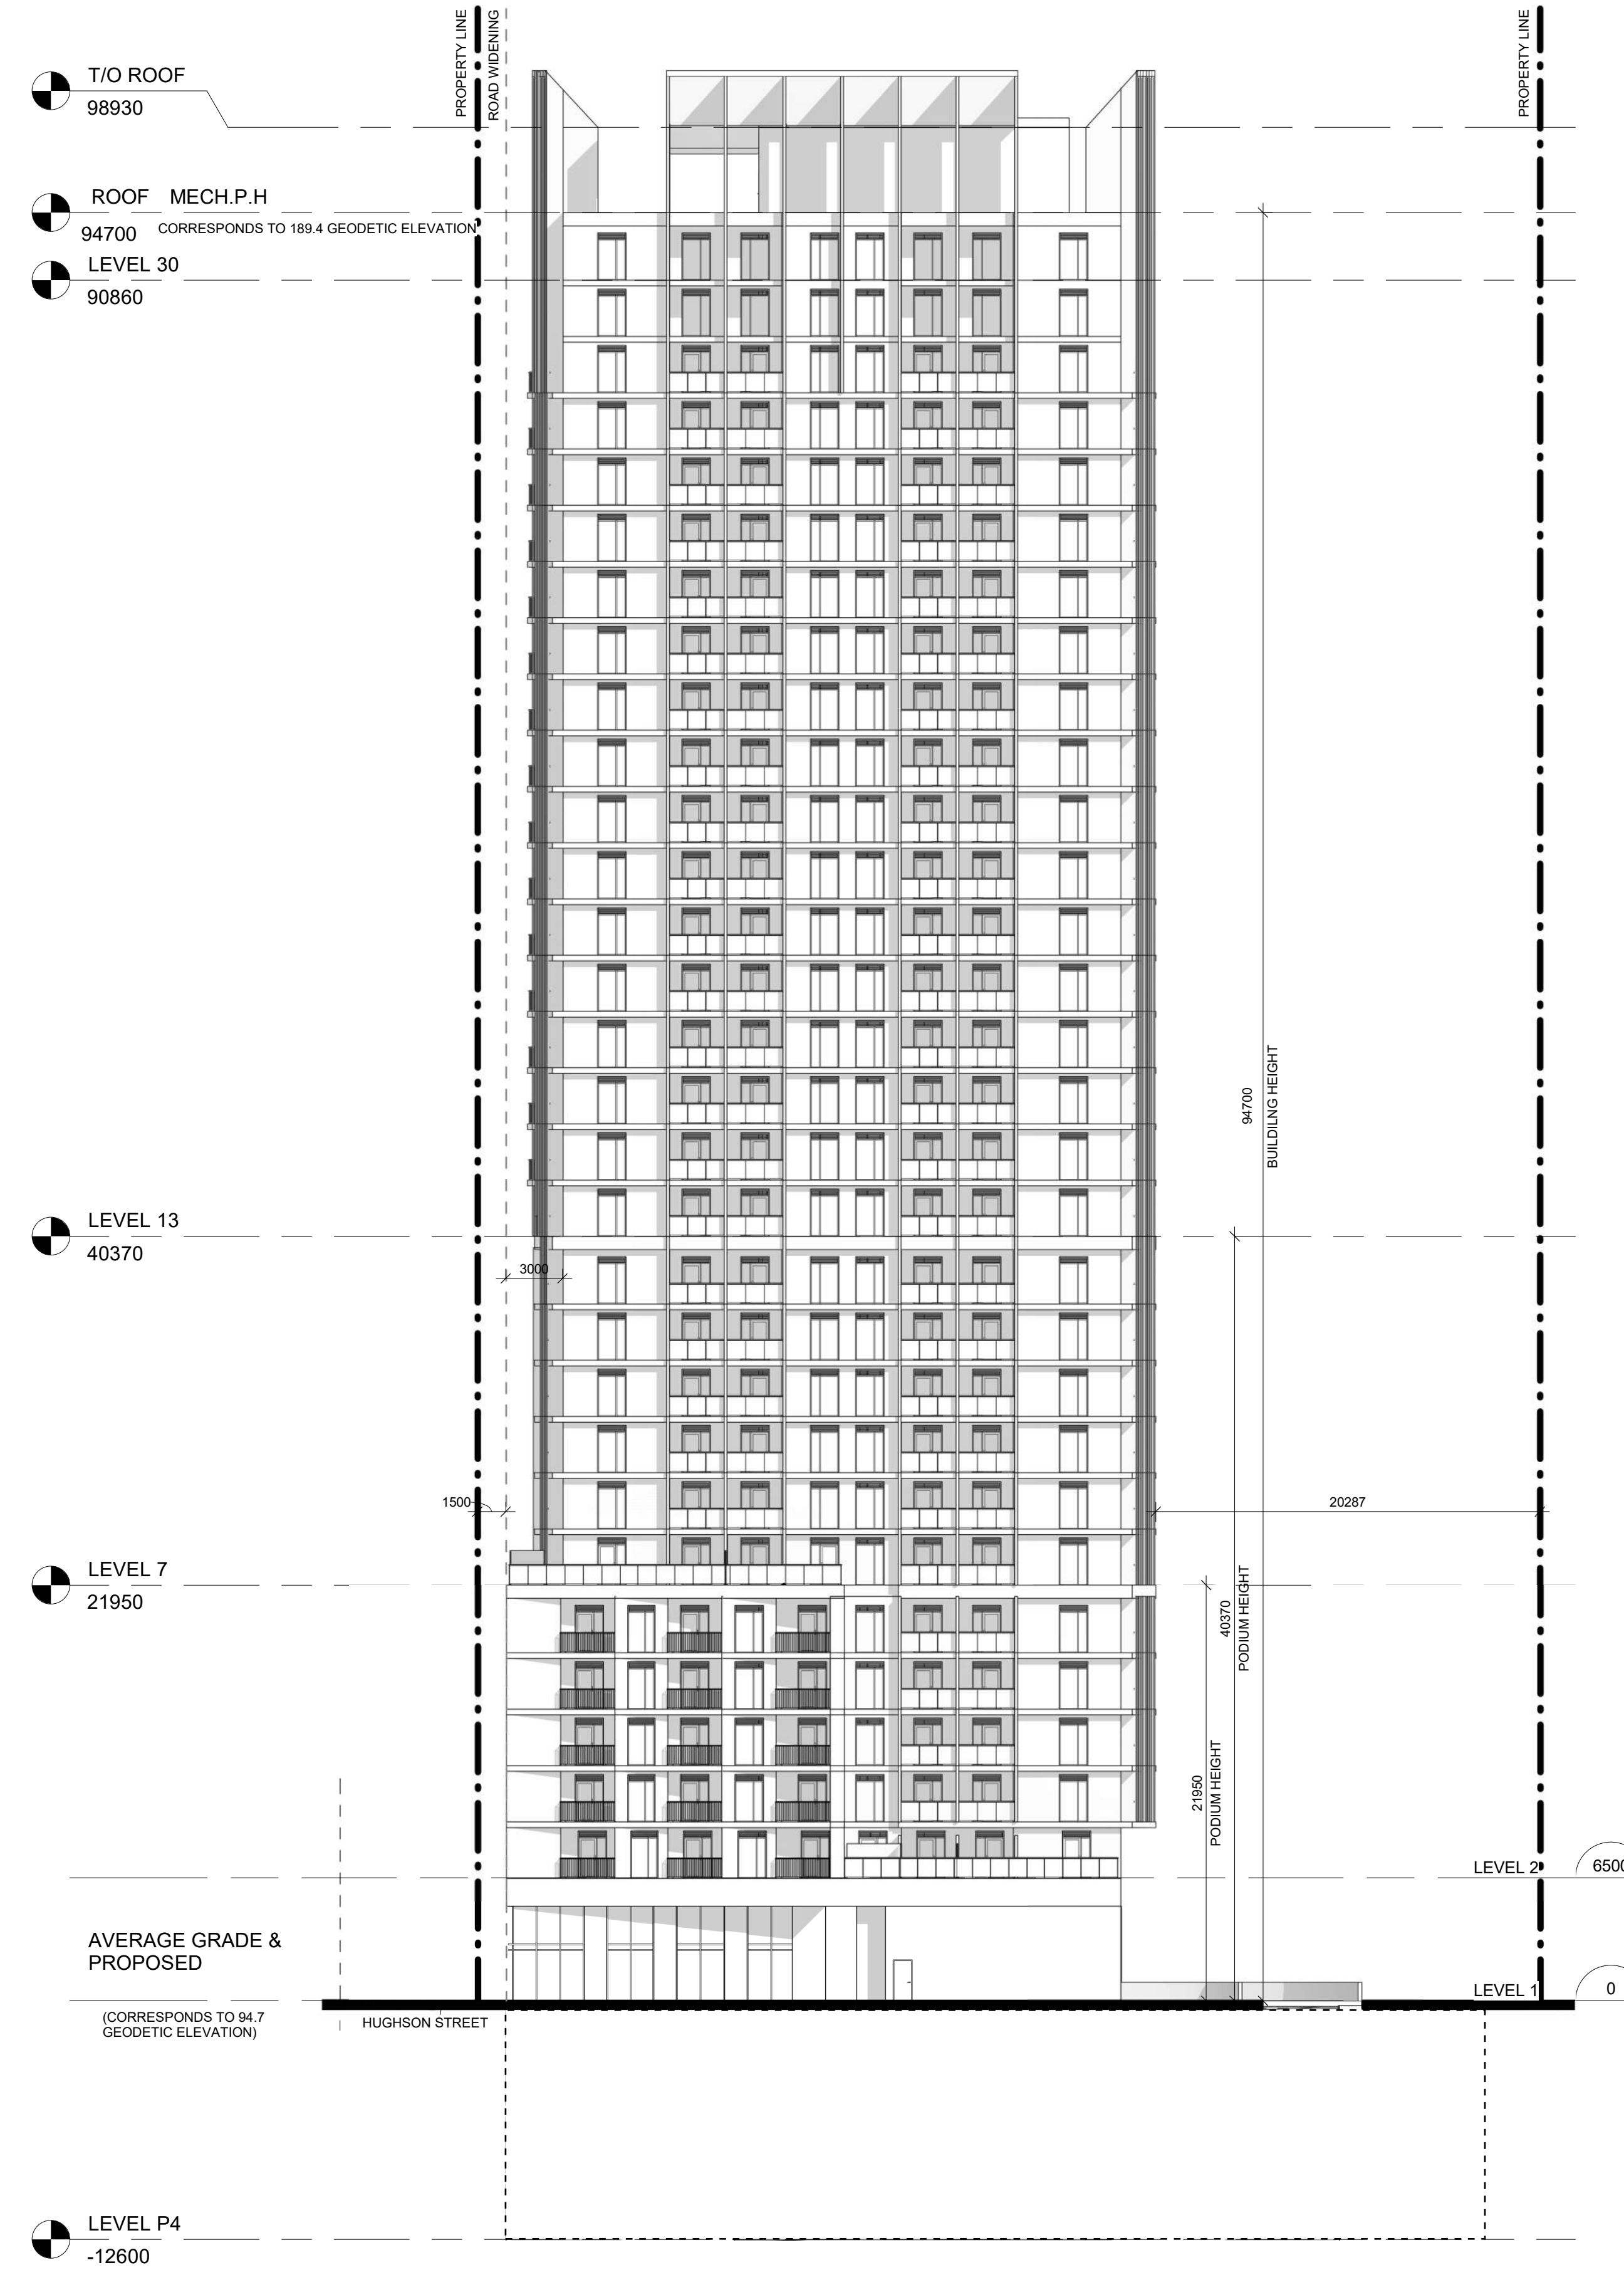 PROPERTY LINE
ROAD WIDENING
PROPERTY LINE
T/O ROOF
98930
ROOF MECH.P.H
94700 CORRESPONDS TO 189.4 GEODETIC ELEVATION
LEVEL 30
90860
94700
BUILDILNG HEIGHT
LEVEL 13
40370
3000
1500
20287
LEVEL 7
21950
40370
PODIUM HEIGHT
21950
PODIUM HEIGHT
LEVEL 2
6500
AVERAGE GRADE &
PROPOSED
LEVEL 1
0
(CORRESPONDS TO 94.7
GEODETIC ELEVATION)
HUGHSON STREET
LEVEL P4
-12600